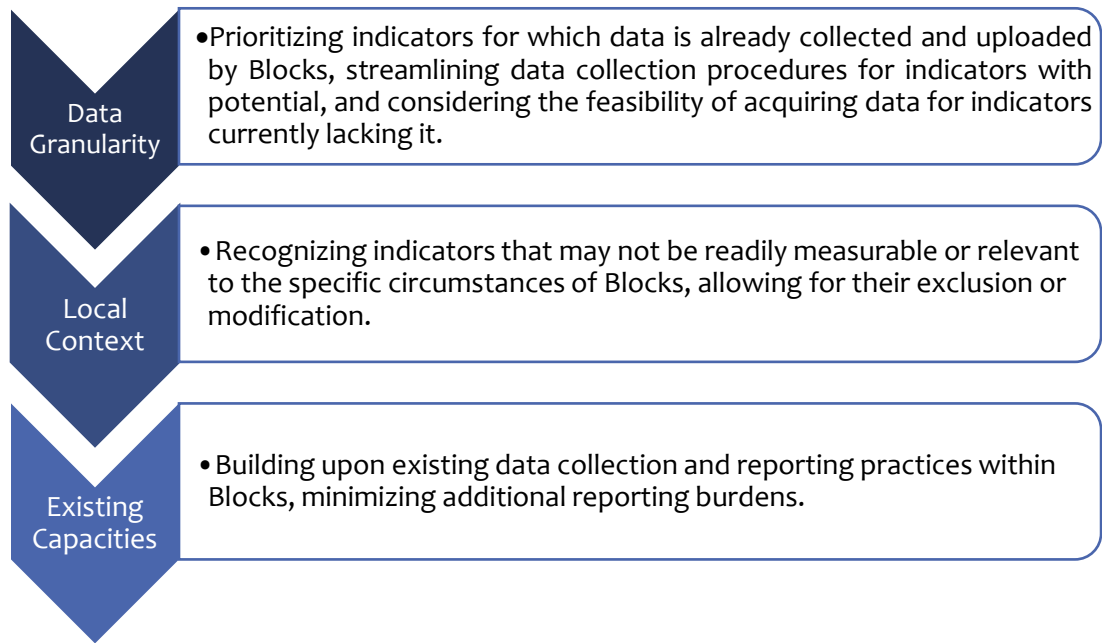 Data
Granularity
•Prioritizing indicators for which data is already collected and uploaded
by Blocks, streamlining data collection procedures for indicators with
potential, and considering the feasibility of acquiring data for indicators
currently lacking it.
Local
Context
• Recognizing indicators that may not be readily measurable or relevant
to the specific circumstances of Blocks, allowing for their exclusion or
modification.
Existing
Capacities
• Building upon existing data collection and reporting practices within
Blocks, minimizing additional reporting burdens.